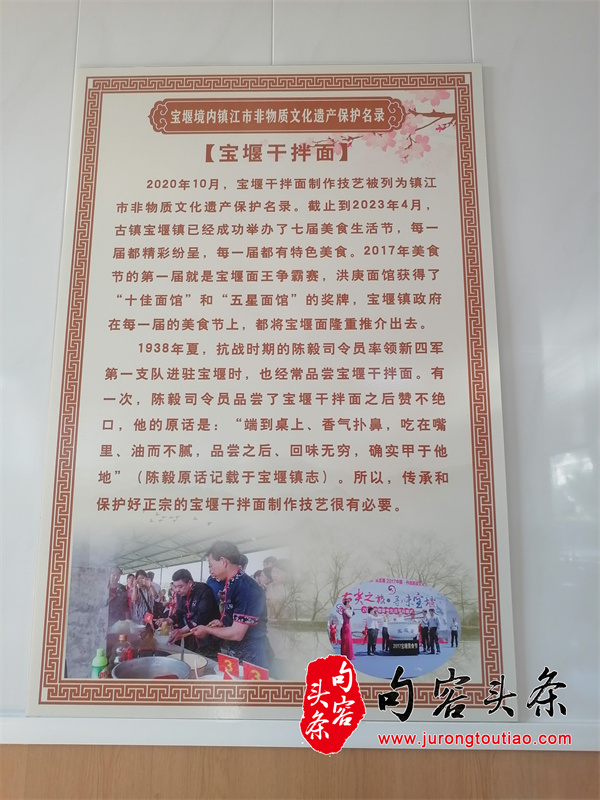 宝堰境内镇江市非物质文化遗产保护名录
【宝堰干拌面】
2020年10月，宝堰干拌面制作技艺被列为镇江
市非物质文化遗产保护名录。截止到2023年4月，
古镇宝堰镇已经成功举办了七届美食生活节，每一
届都精彩纷呈，每一届都有特色美食。2017年美食
节的第一届就是宝堰面王争霸赛，洪庚面馆获得了
“十佳面馆”和“五星面馆”的奖牌，宝堰镇政府
在每一届的美食节上，都将宝堰面隆重推介出去。
1938年夏，抗战时期的陈毅司令员率领新四军
第一支队进驻宝堰时，也经常品尝宝堰干拌面。有
一次，陈毅司令员品尝了宝堰干拌面之后赞不绝
口，他的原话是：“端到桌上、香气扑鼻，吃在嘴
里、油而不腻，品尝之后、回味无穷，确实甲于他
地”（陈毅原话记载于宝堰镇志）。所以，传承和
保护好正宗的宝堰干拌面制作技艺很有必要。
3
3
2017宝堰美食节
句容头条
句容头条
www.jurongtoutiao.com